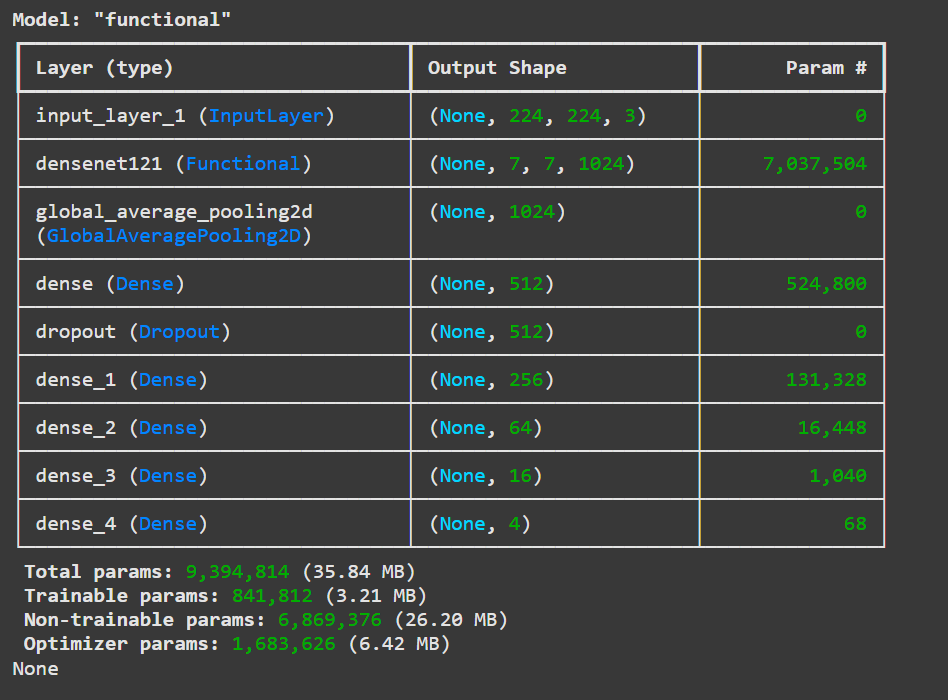 Model: "functional"
Layer (type) Output Shape Param #
input_layer_1 (InputLayer) (None, 224, 224, 3) 0
densenet121 (Functional) (None, 7, 7, 1024) 7,037,504
global_average_pooling2d (None, 1024) 0
(GlobalAveragePooling2D)
dense (Dense) (None, 512) 524,800
dropout (Dropout) (None, 512) 0
dense_1 (Dense) (None, 256) 131,328
dense_2 (Dense) (None, 64) 16,448
dense_3 (Dense) (None, 16) 1,040
dense_4 (Dense) (None, 4) 68
Total params: 9,394,814 (35.84 MB)
Trainable params: 841,812 (3.21 MB)
Non-trainable params: 6,869,376 (26.20 MB)
Optimizer params: 1,683,626 (6.42 MB)
None